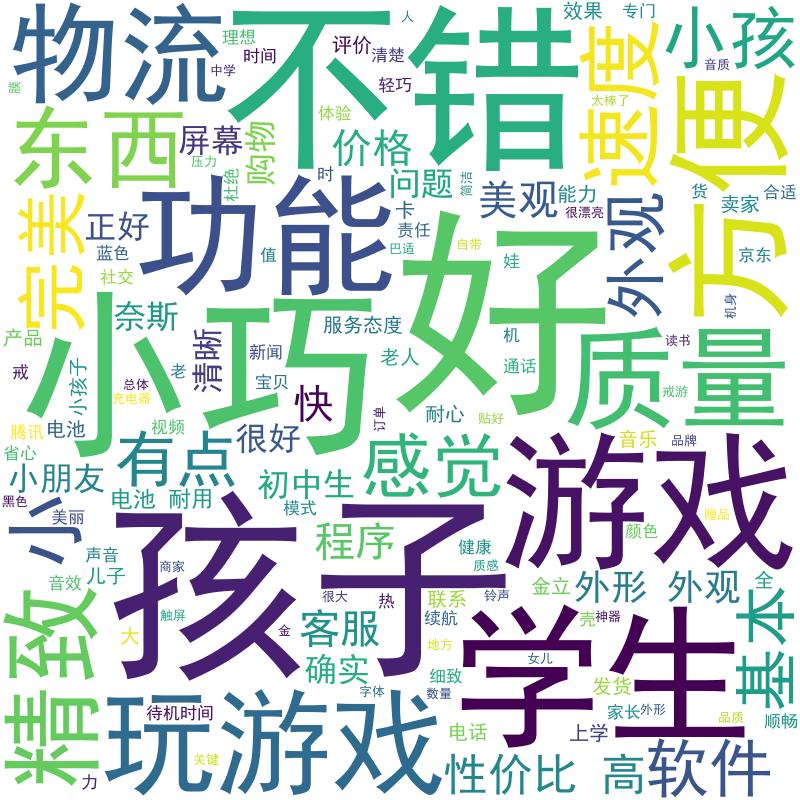 物流
不错
效果
专门
人
理想
时间
评价
清楚
小孩
中学
轻巧
太棒了
音质
膜
东西
屏幕
购物
体验
价格
速度
方便
压力
杜绝
时
问题
简洁
美观
能力
很漂亮
货
卖家
合适
完美
正好
功能
卡
责任
外观
蓝色
值
巴适
自带
京东
社交
好
娃
机身
小巧
奈斯
服务态度
机
质量
产品
清晰
新闻
老人
通话
读书
戒
小孩子
总体
老
宝贝
快
戒游
充电器
订单
耐心
贴好
腾讯
电池
视频
很好
有点
感觉
音乐
品牌
省心
小朋友
初中生
游戏
黑色
小
电池 耐用
模式
美丽
孩子
程序
颜色
赠品
声音
健康
音效
儿子
商家
质感
很大
热
联系
铃声
金立
外形 外观
全
精致
触屏
续航
壳
神器
基本
大
金
客服
地方
学生
确实
女儿
细致
字体
数量
发货
玩游戏
待机时间
家长
外形
品质
顺畅
电话
上学
关键
力
性价比 高
软件